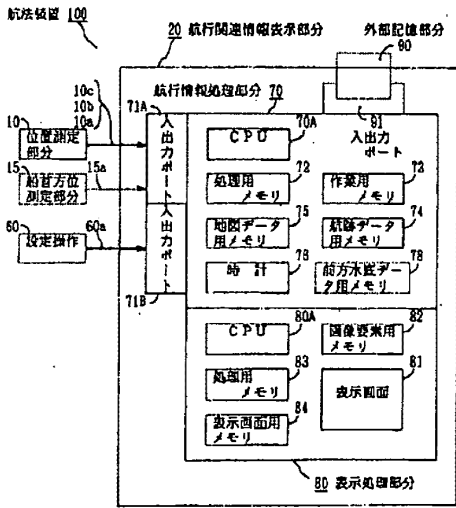 航法装置 100
20 航行関連情報表示部分
外部記憶部分
90
10c
10b
10a
71A
航行情報処理部分
70
91
10
位置測定
部分
入出力ポート
CPU
70A
入出力
ポート
15
船首方位
測定部分
15a
処理用
メモリ
72
作業用
メモリ
73
60
設定操作
60a
入出力ポート
地図データ
用メモリ
75
航跡データ
用メモリ
74
時計
76
前方水底デー
タ用メモリ
78
71B
CPU
80A
画像要素用
メモリ
82
処理用
メモリ
83
表示画面
81
表示画面用
メモリ
84
80 表示処理部分